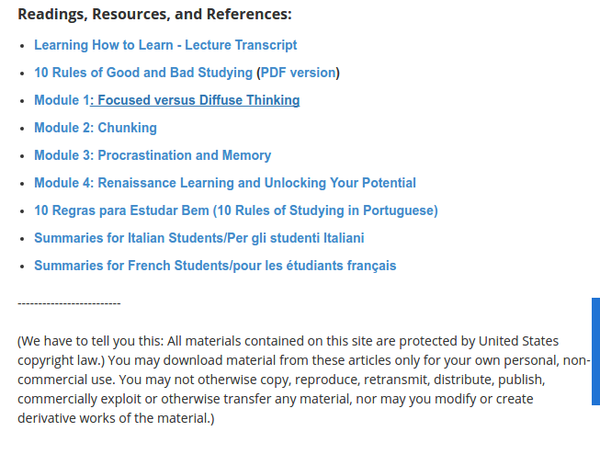 Readings, Resources, and References:
Learning How to Learn - Lecture Transcript
10 Rules of Good and Bad Studying (PDF version)
Module 1: Focused versus Diffuse Thinking
Module 2: Chunking
Module 3: Procrastination and Memory
Module 4: Renaissance Learning and Unlocking Your Potential
10 Regras para Estudar Bem (10 Rules of Studying in Portuguese)
Summaries for Italian Students/Per gli studenti Italiani
Summaries for French Students/pour les étudiants français
-------------------------
(We have to tell you this: All materials contained on this site are protected by United States
copyright law.) You may download material from these articles only for your own personal, non-
commercial use. You may not otherwise copy, reproduce, retransmit, distribute, publish,
commercially exploit or otherwise transfer any material, nor may you modify or create
derivative works of the material.)